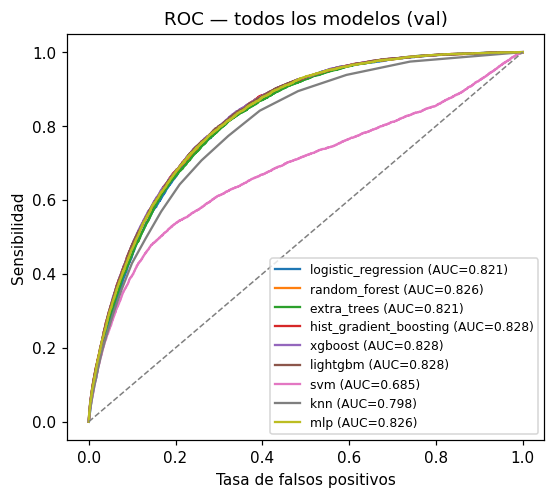 ROC — todos los modelos (val)
Sensibilidad
1.0
0.8
0.6
0.4
0.2
0.0
logistic_regression (AUC=0.821)
random_forest (AUC=0.826)
extra_trees (AUC=0.821)
hist_gradient_boosting (AUC=0.828)
xgboost (AUC=0.828)
lightgbm (AUC=0.828)
svm (AUC=0.685)
knn (AUC=0.798)
mlp (AUC=0.826)
0.0 0.2 0.4 0.6 0.8 1.0
Tasa de falsos positivos